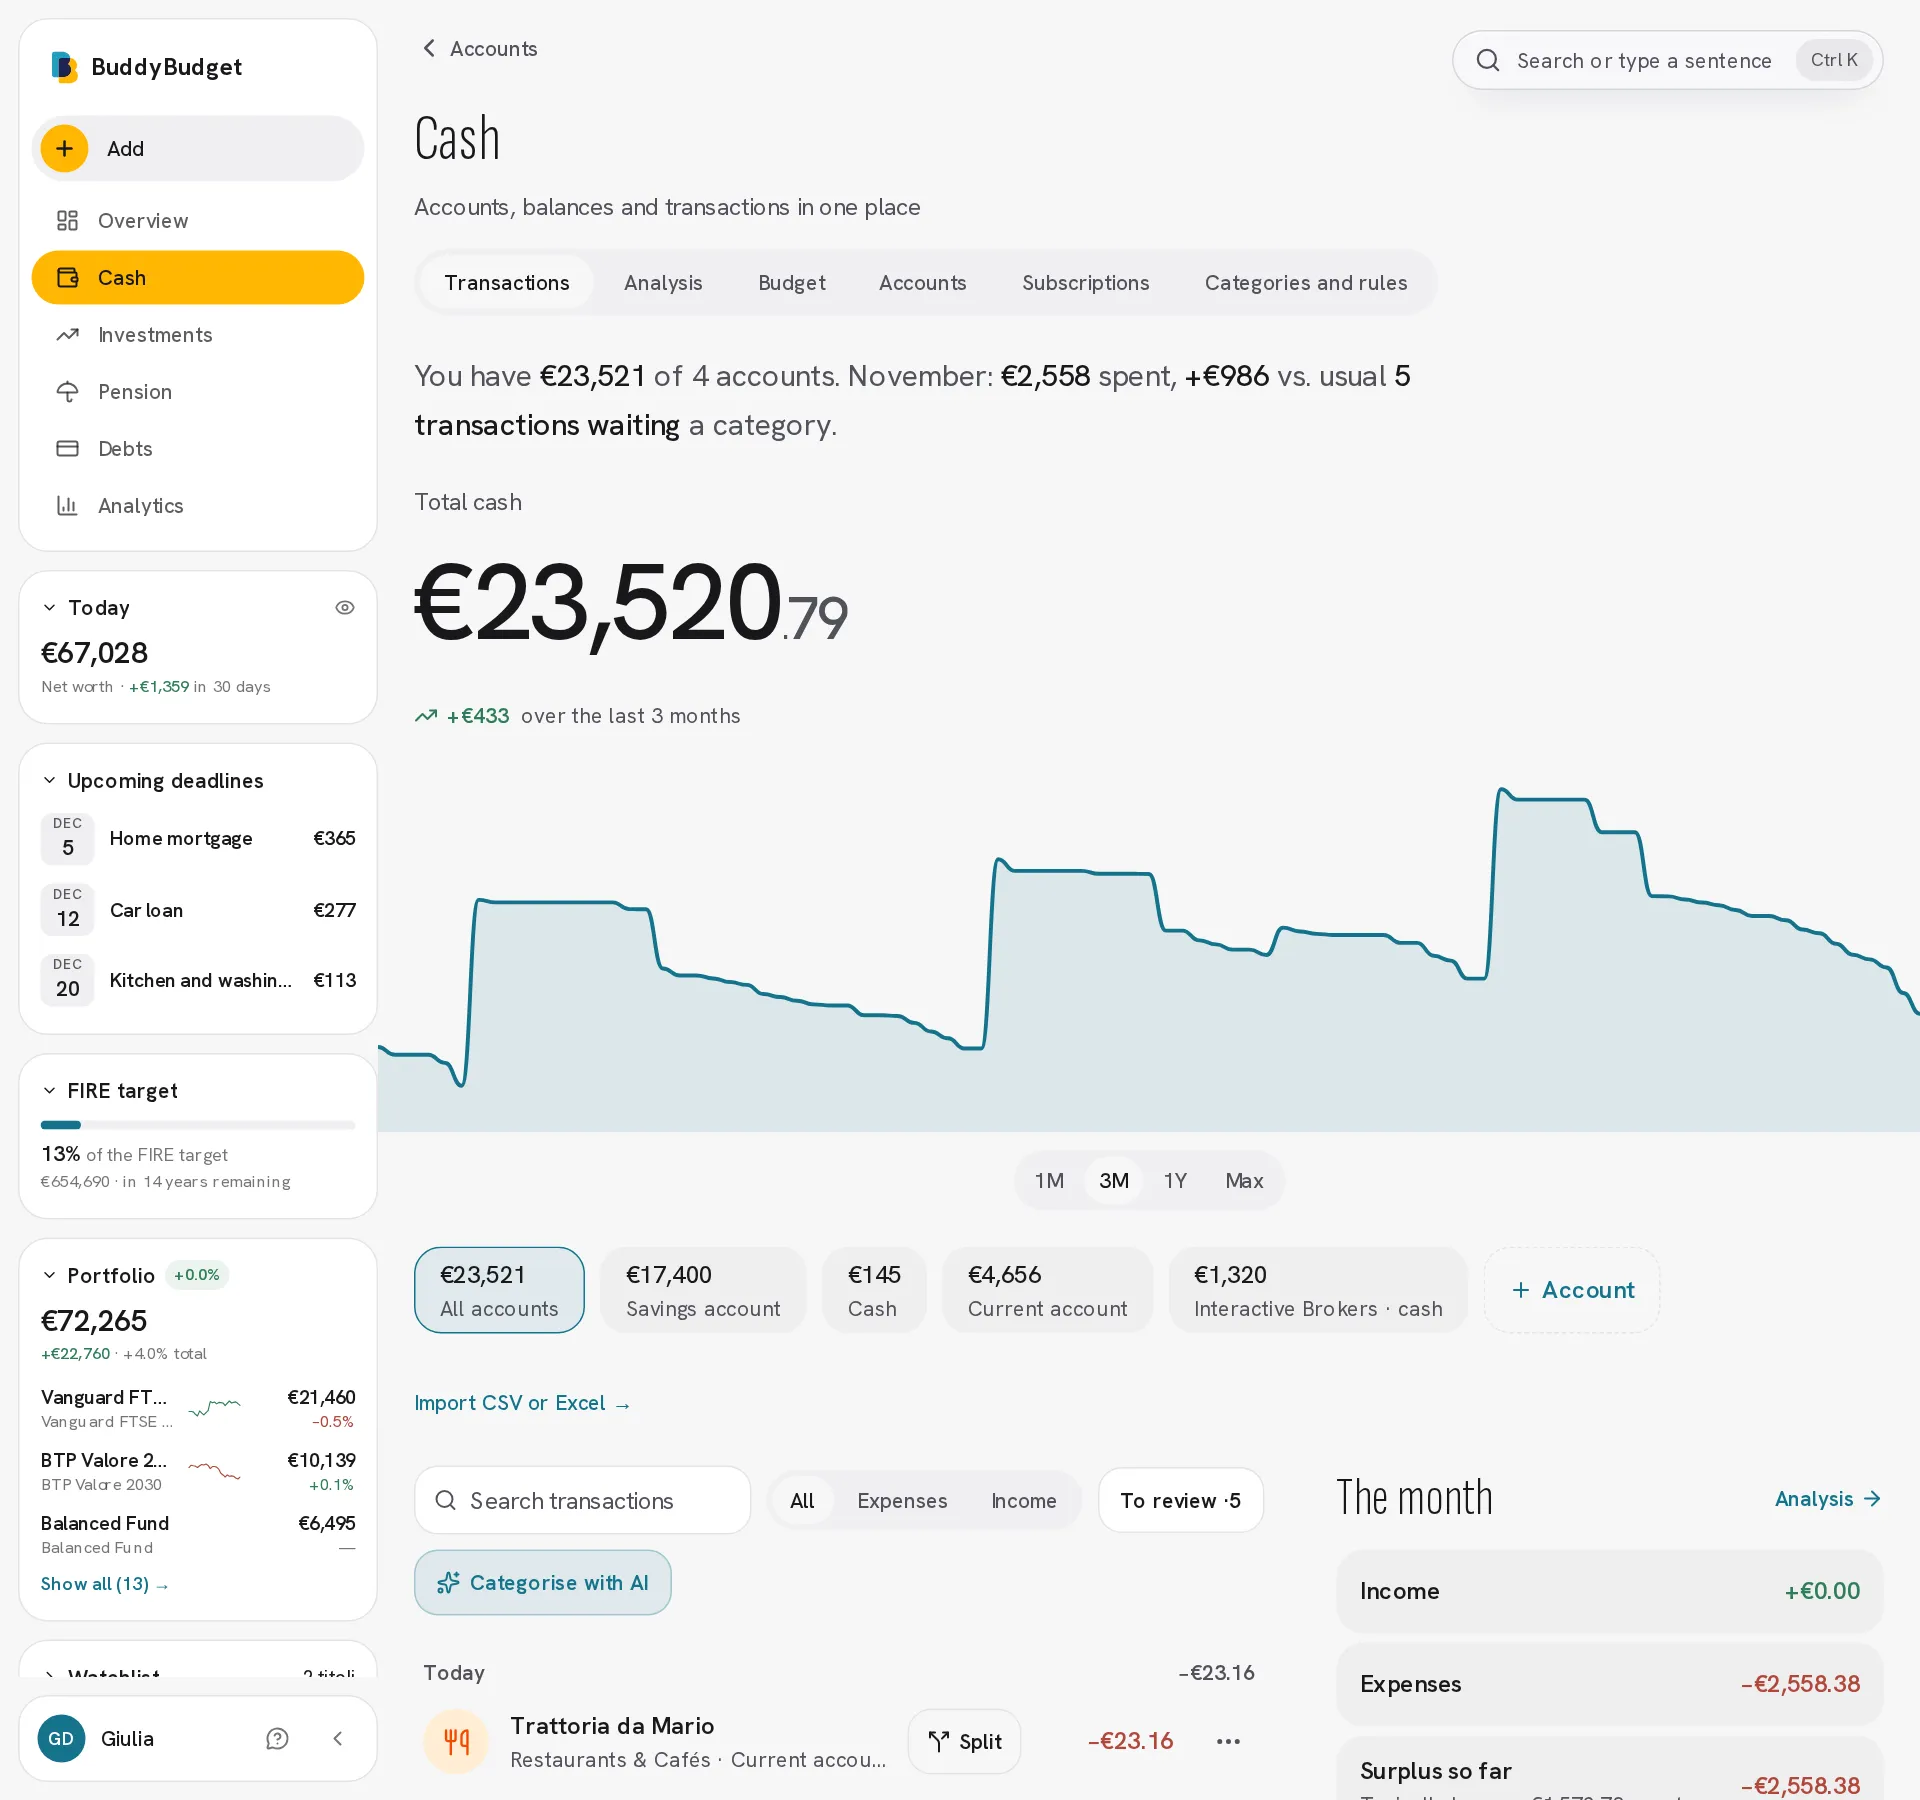 BuddyBudget
Add
Overview
Cash
Investments
Pension
Debts
Analytics
Today
€67,028
Net worth · +€1,359 in 30 days
Upcoming deadlines
DEC
5
Home mortgage
€365
DEC
12
Car loan
€277
DEC
20
Kitchen and washin...
€113
FIRE target
13% of the FIRE target
€654,690 · in 14 years remaining
Portfolio
+0.0%
€72,265
+€22,760 · +4.0% total
Vanguard FT...
€21,460
Vanguard FTSE ...
−0.5%
BTP Valore 2...
€10,139
BTP Valore 2030
+0.1%
Balanced Fund
€6,495
Balanced Fund
—
Show all (13) →
Watchlist
2 titoli
GD
Giulia
Accounts
Search or type a sentence
Ctrl K
Cash
Accounts, balances and transactions in one place
Transactions
Analysis
Budget
Accounts
Subscriptions
Categories and rules
You have €23,521 of 4 accounts. November: €2,558 spent, +€986 vs. usual 5
transactions waiting a category.
Total cash
€23,520.79
+€433 over the last 3 months
1M
3M
1Y
Max
€23,521
All accounts
€17,400
Savings account
€145
Cash
€4,656
Current account
€1,320
Interactive Brokers · cash
+ Account
Import CSV or Excel →
Search transactions
All
Expenses
Income
To review ·5
Categorise with AI
Today
−€23.16
Trattoria da Mario
Restaurants & Cafés · Current accou...
Split
−€23.16
The month
Analysis →
Income
+€0.00
Expenses
−€2,558.38
Surplus so far
−€2,558.38